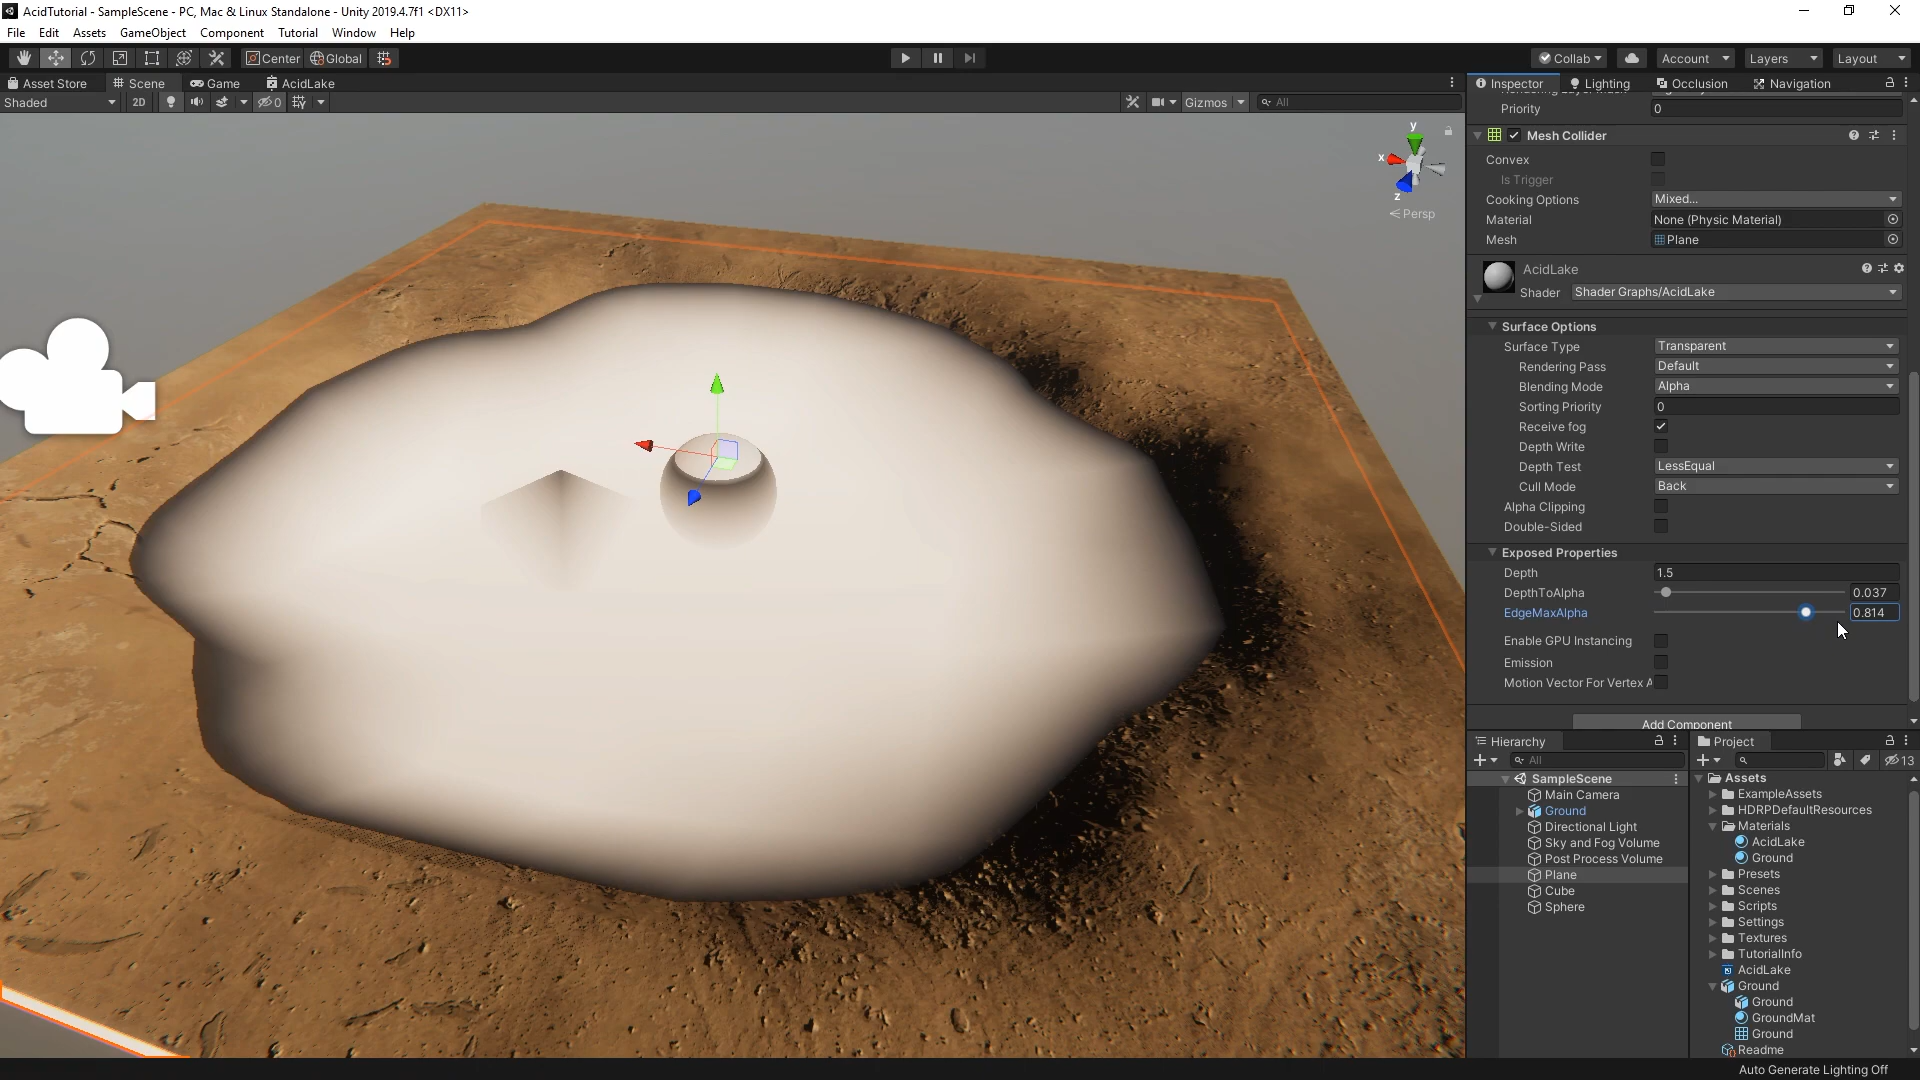 AcidTutorial - SampleScene - PC, Mac & Linux Standalone - Unity 2019.4.7f1 <DX11>
File Edit Assets GameObject Component Tutorial Window Help
Center Global Collab Account Layers Layout
Asset Store Scene Game AcidLake
Shaded 2D 0 Gizmos All
y
x
z
Persp
Inspector Lighting Occlusion Navigation
Priority 0
Mesh Collider
Convex
Is Trigger
Cooking Options Mixed...
Material None (Physic Material)
Mesh Plane
AcidLake
Shader Shader Graphs/AcidLake
Surface Options
Surface Type Transparent
Rendering Pass Default
Blending Mode Alpha
Sorting Priority 0
Receive fog
Depth Write
Depth Test LessEqual
Cull Mode Back
Alpha Clipping
Double-Sided
Exposed Properties
Depth 1.5
DepthToAlpha 0.037
EdgeMaxAlpha 0.814
Enable GPU Instancing
Emission
Motion Vector For Vertex A
Add Component
Hierarchy
All
SampleScene
Main Camera
Ground
Directional Light
Sky and Fog Volume
Post Process Volume
Plane
Cube
Sphere
Project
13
Assets
ExampleAssets
HDRPDefaultResources
Materials
AcidLake
Ground
Presets
Scenes
Scripts
Settings
Textures
TutorialInfo
AcidLake
Ground
Ground
GroundMat
Ground
Readme
Auto Generate Lighting Off